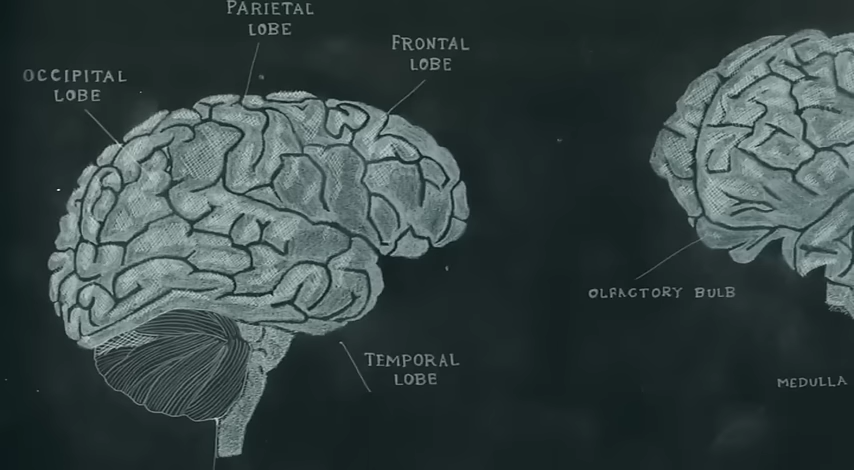 PARIETAL
LOBE
FRONTAL
LOBE
OCCIPITAL
LOBE
OLFACTORY BULB
TEMPORAL
LOBE
MEDULLA